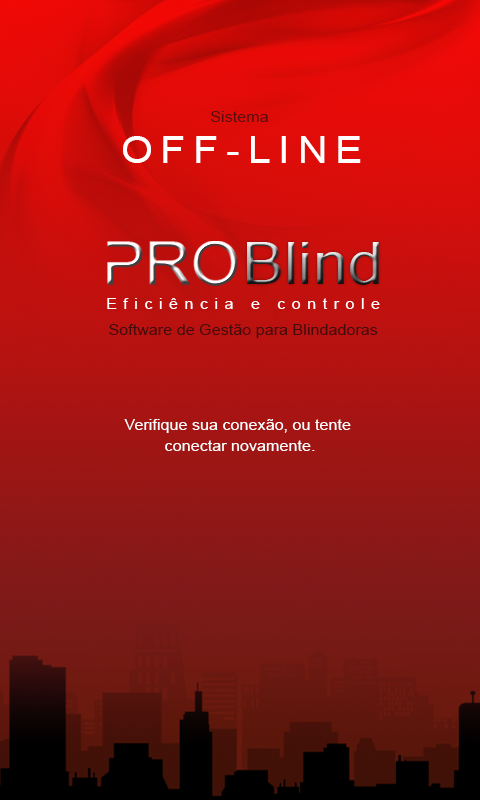 Sistema
OFF-LINE
PROBlind
Eficiência e controle
Software de Gestão para Blindadoras
Verifique sua conexão, ou tente
conectar novamente.